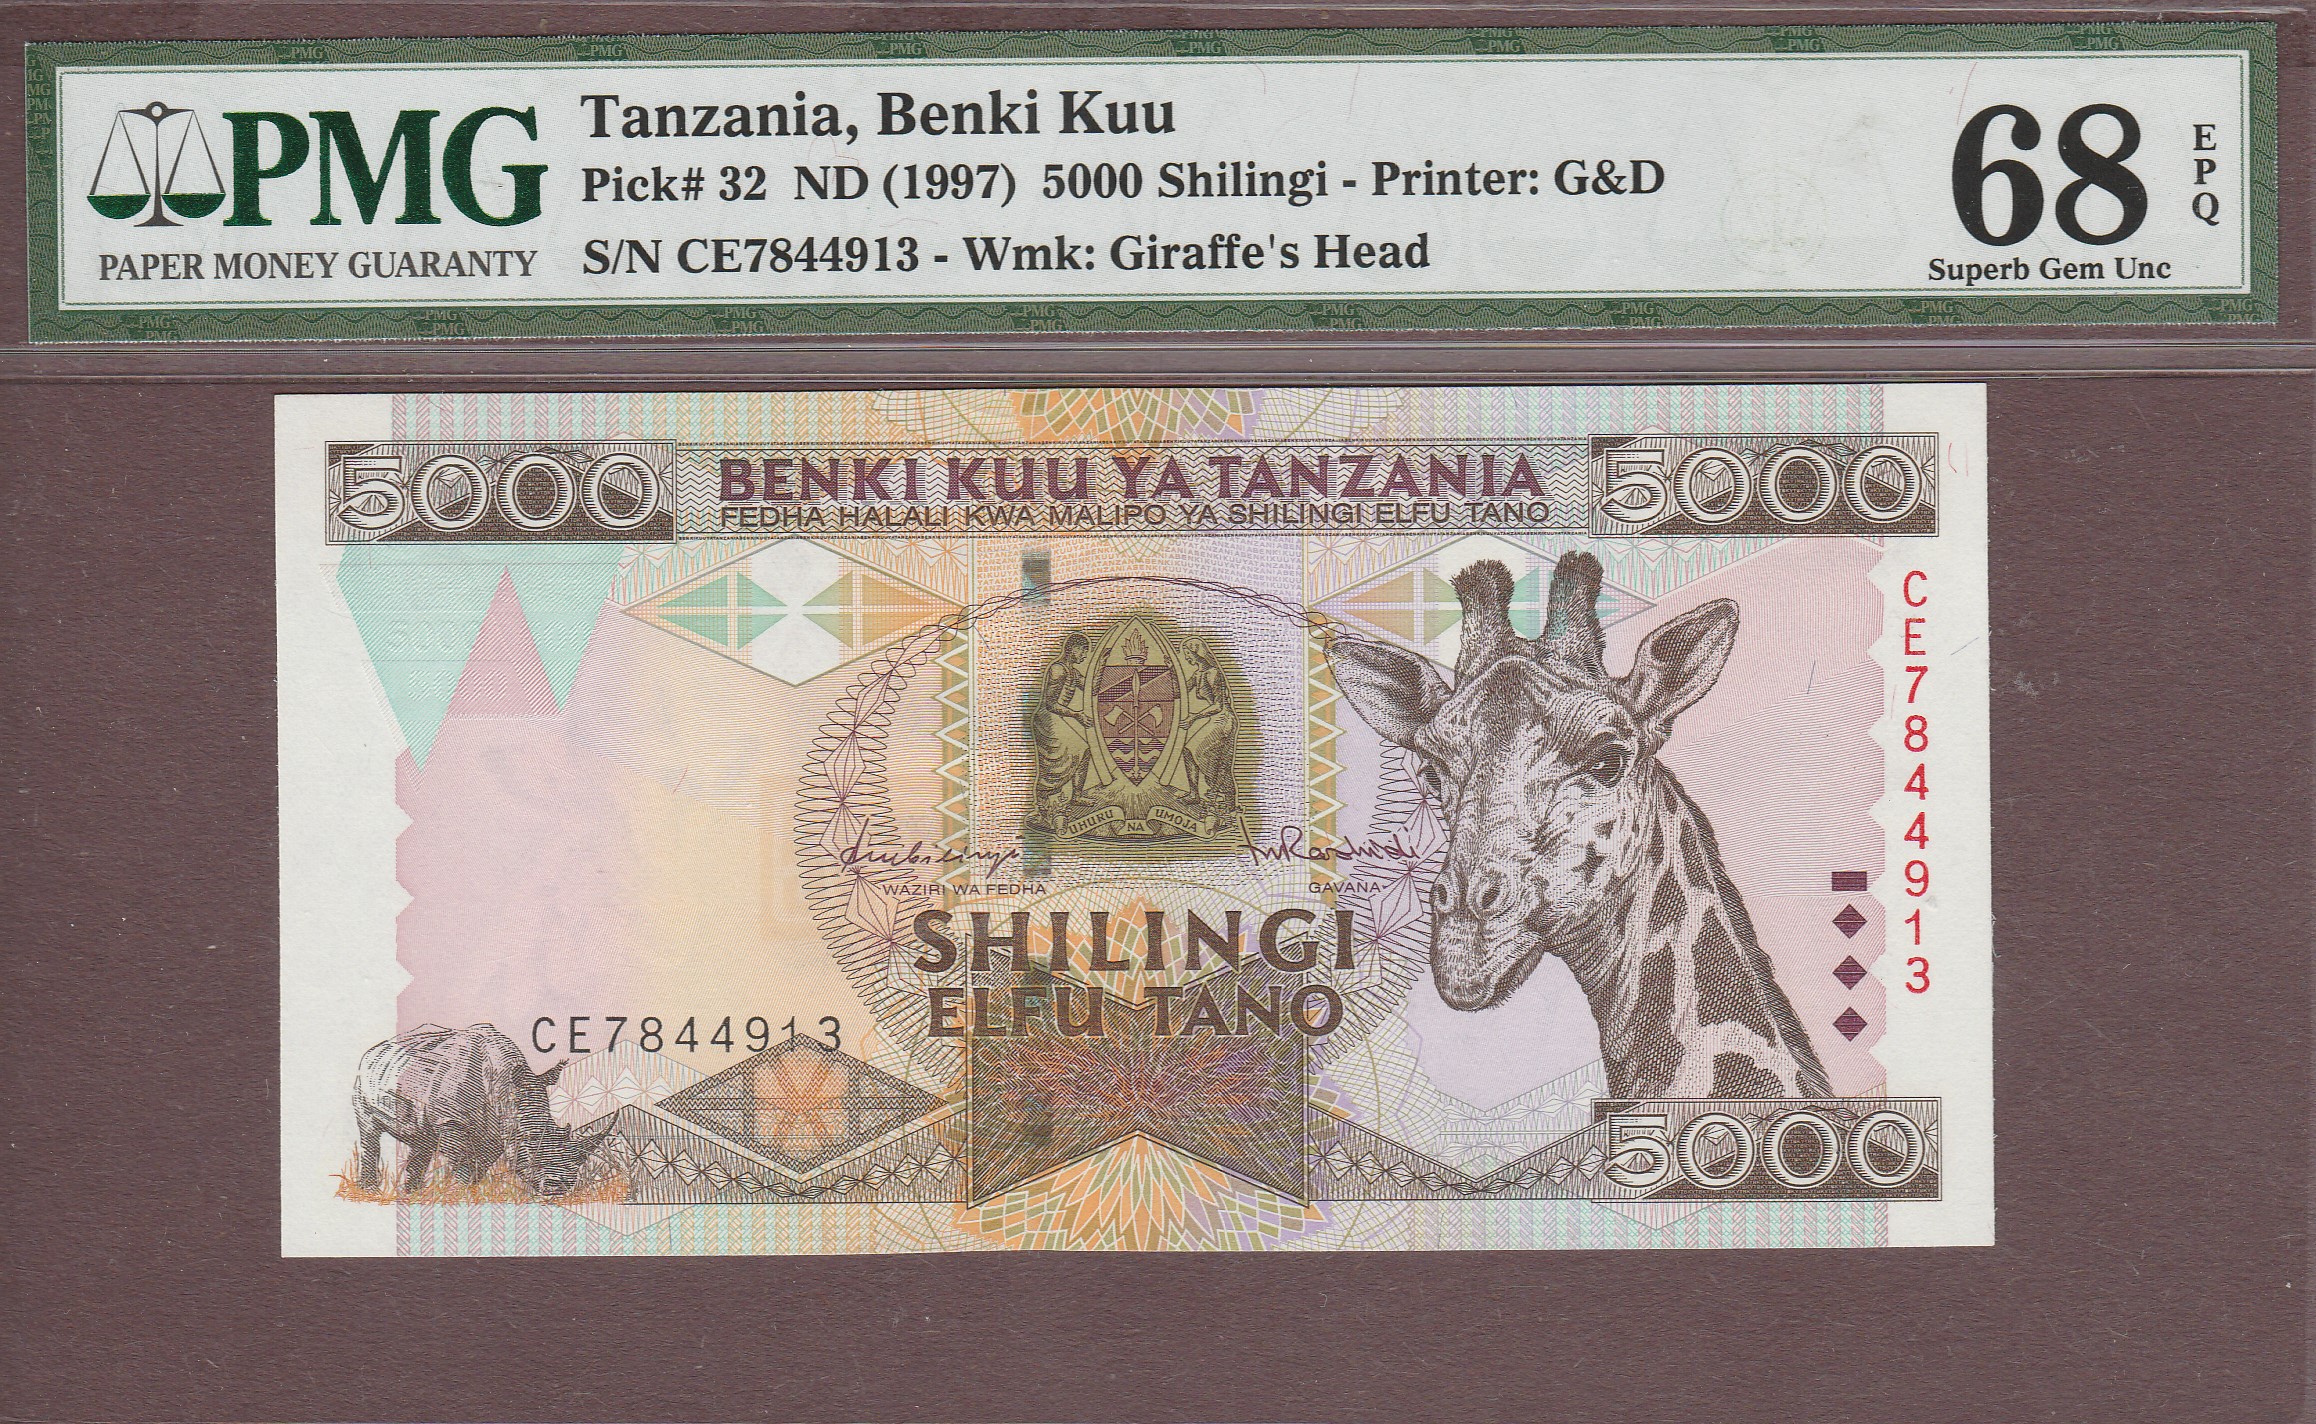 PMG
PAPER MONEY GUARANTY
Tanzania, Benki Kuu
Pick# 32 ND (1997) 5000 Shilingi - Printer: G&D
S/N CE7844913 - Wmk: Giraffe's Head
68
EPQ
Superb Gem Unc
5000
BENKI KUU YA TANZANIA
FEDHA HALALI KWA MALIPO YA SHILINGI ELFU TANO
5000
CE7844913
UHURU NA UMOJA
WAZIRI WA FEDHA
GAVANA
SHILINGI
ELFU TANO
CE7844913
5000